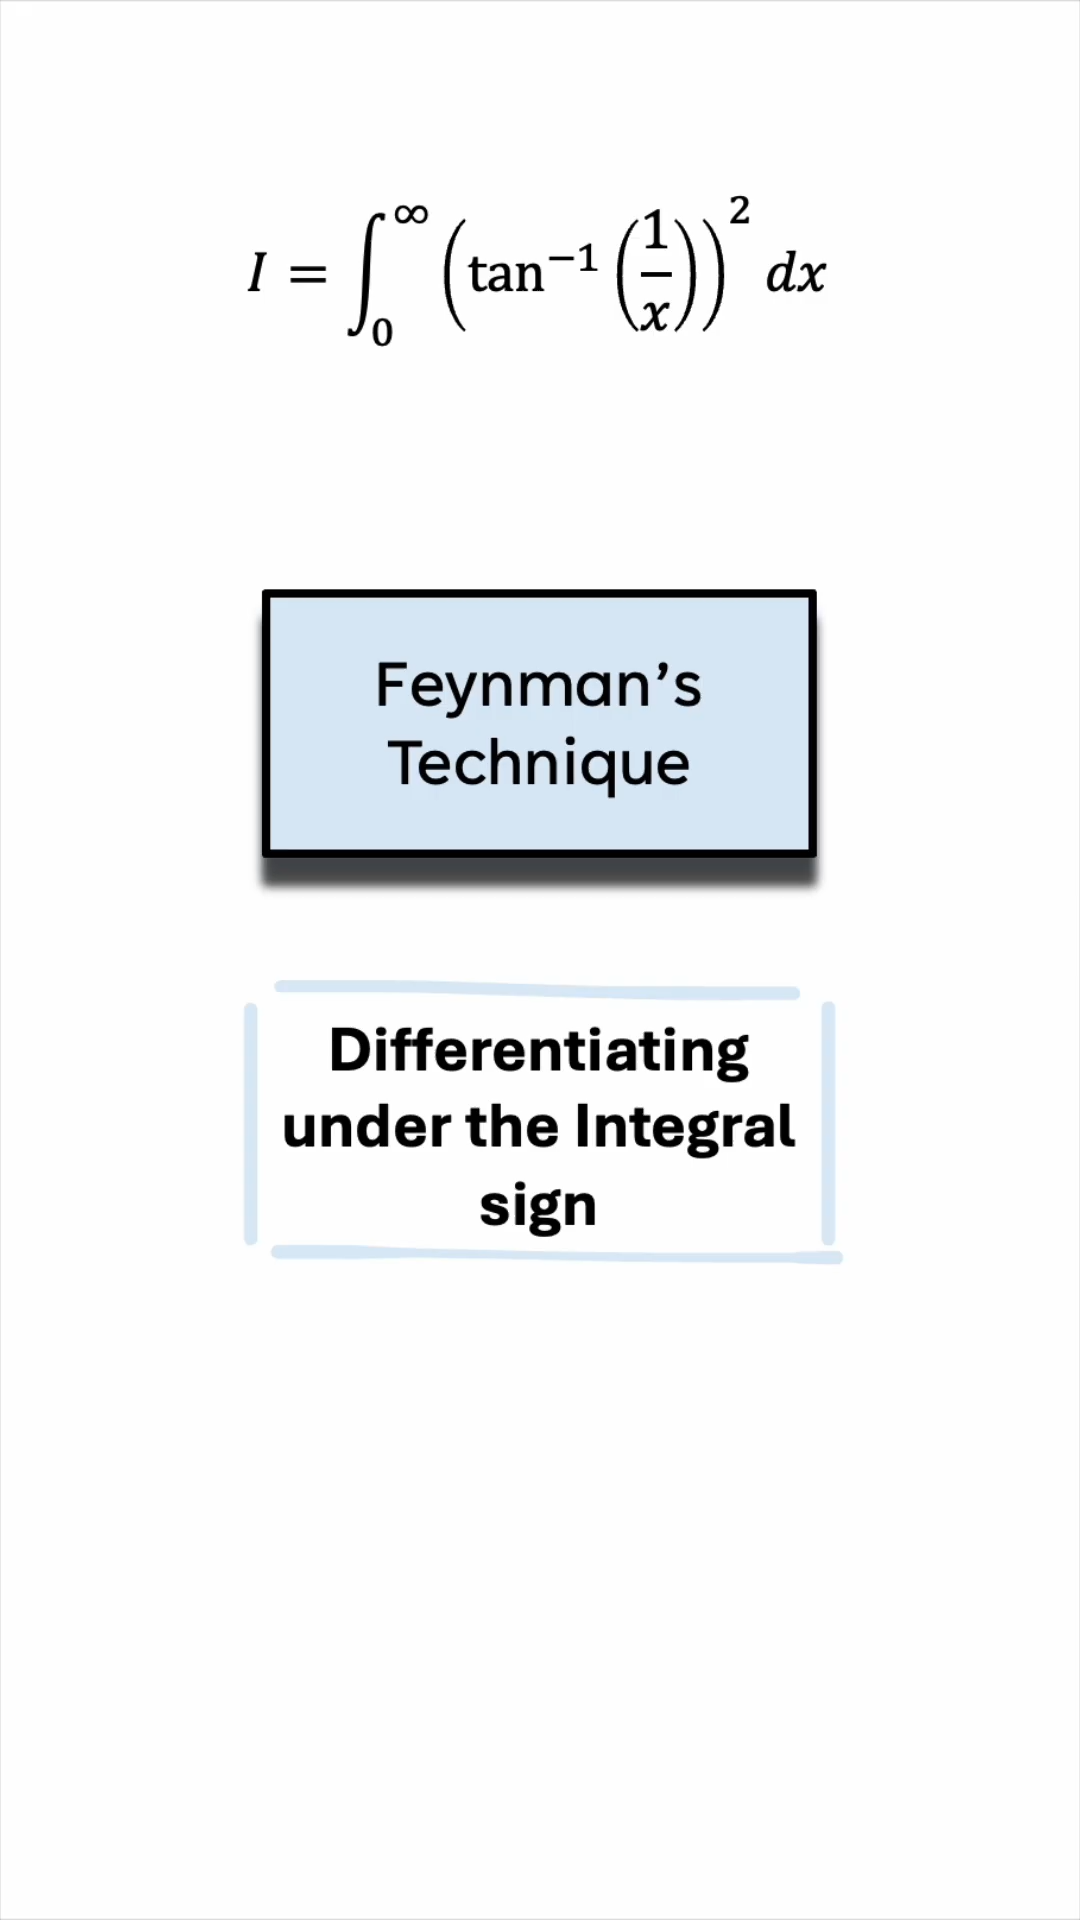 I = ∫₀^∞ (tan⁻¹(1/x))² dx
Feynman’s
Technique
Differentiating
under the Integral
sign